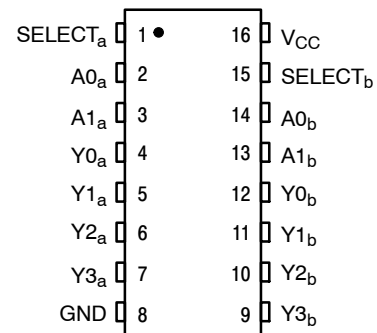 SELECTa 1 16 VCC
A0a 2 15 SELECTb
A1a 3 14 A0b
Y0a 4 13 A1b
Y1a 5 12 Y0b
Y2a 6 11 Y1b
Y3a 7 10 Y2b
GND 8 9 Y3b